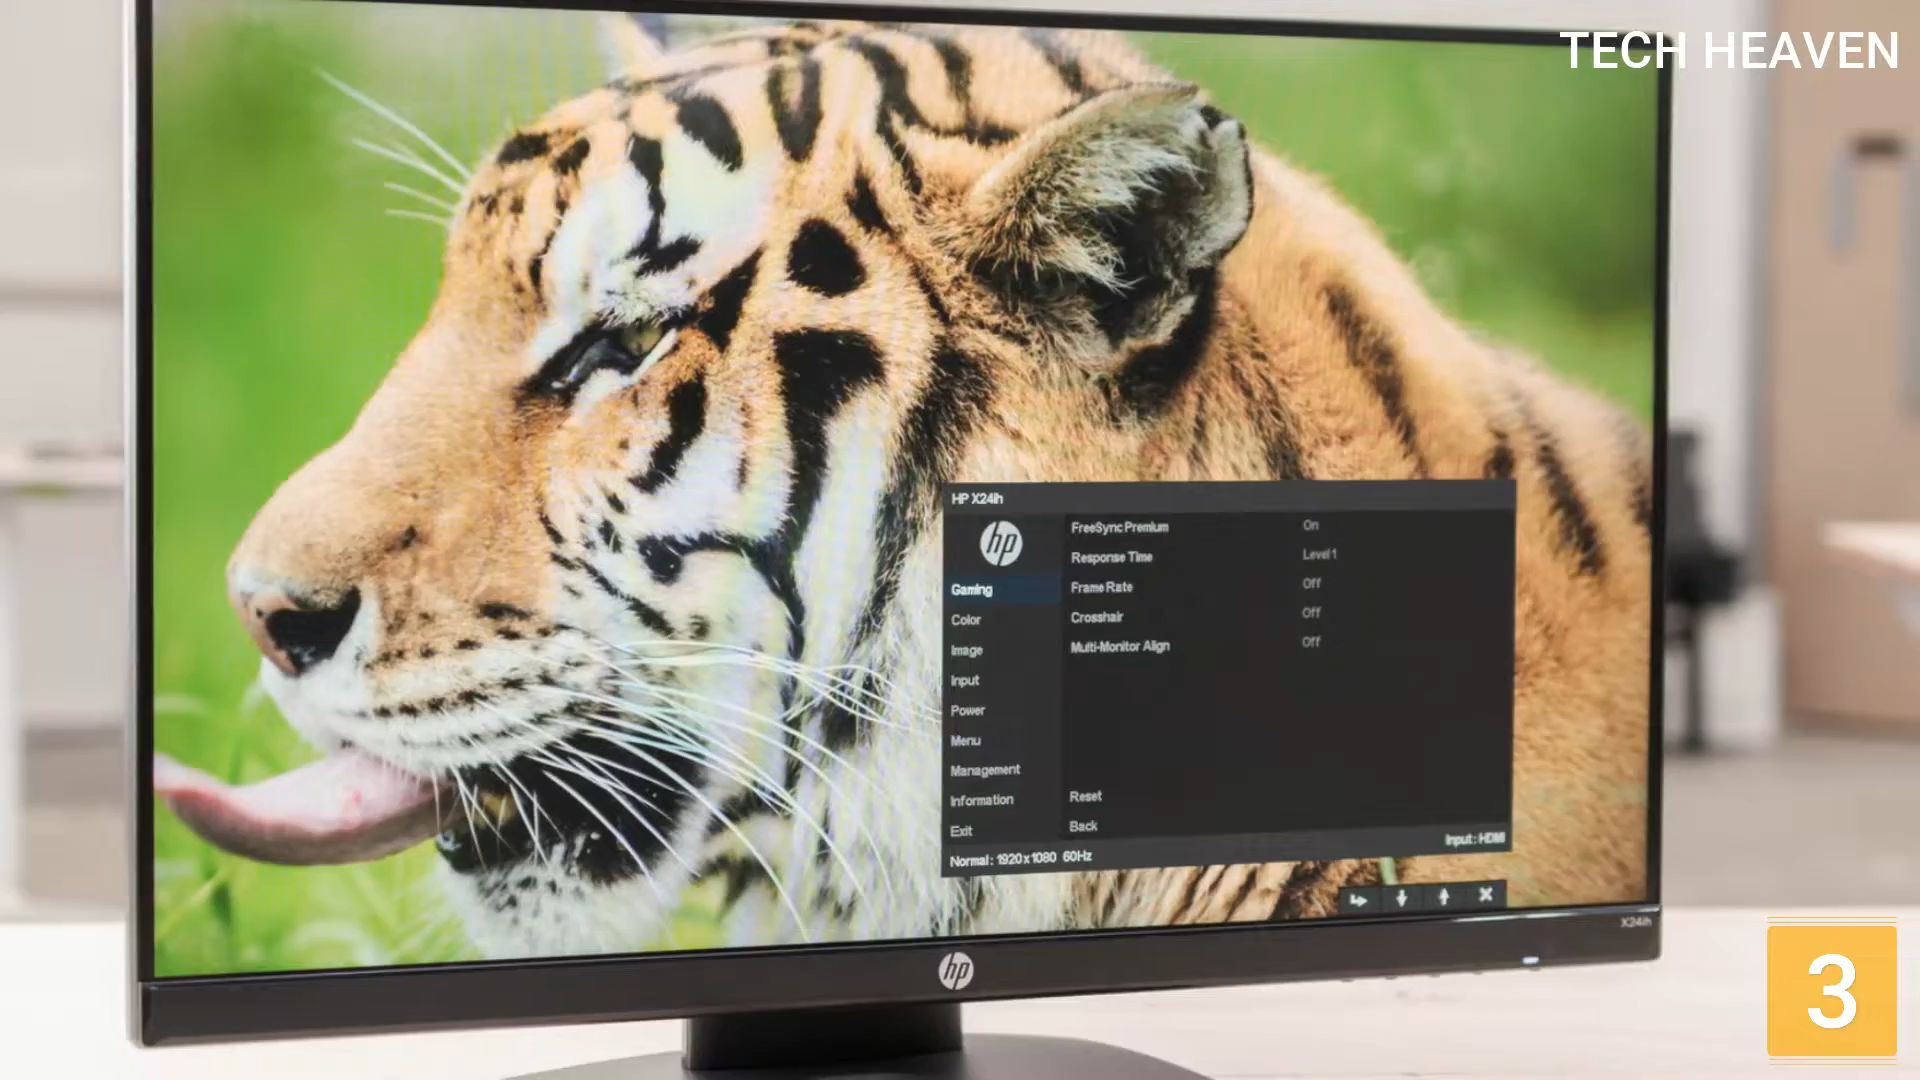 TECH HEAVEN
HP X24ih
hp
FreeSync Premium On
Response Time Level 1
Gaming
Frame Rate Off
Color
Crosshair Off
Image
Multi-Monitor Align Off
Input
Power
Menu
Management
Information
Reset
Exit
Back
Input: HDMI
Normal: 1920x1080 60Hz
X24ih
hp
3